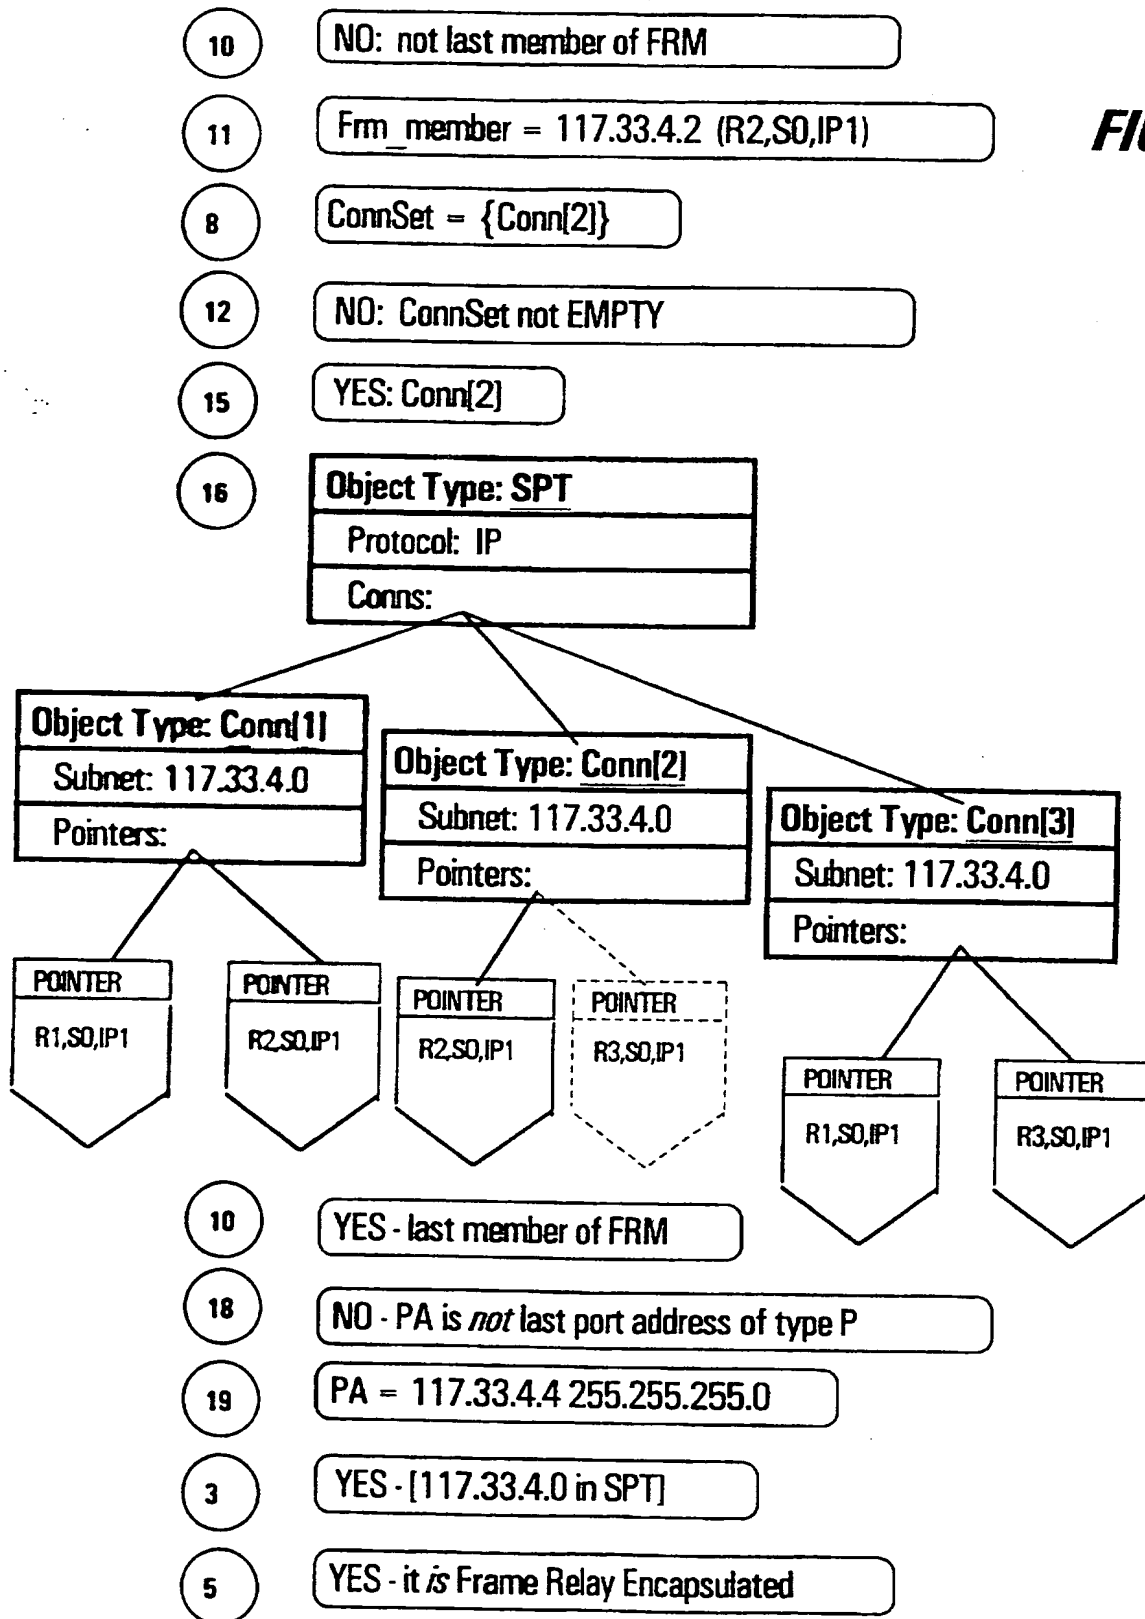 10 NO: not last member of FRM
11 Frm_member = 117.33.4.2 (R2,S0,IP1)
8 ConnSet = {Conn[2]}
12 NO: ConnSet not EMPTY
15 YES: Conn[2]
16 Object Type: SPT
Protocol: IP
Conns:
Object Type: Conn[1]
Subnet: 117.33.4.0
Pointers:
Object Type: Conn[2]
Subnet: 117.33.4.0
Pointers:
Object Type: Conn[3]
Subnet: 117.33.4.0
Pointers:
POINTER
R1,S0,IP1
POINTER
R2,S0,IP1
POINTER
R2,S0,IP1
POINTER
R3,S0,IP1
POINTER
R1,S0,IP1
POINTER
R3,S0,IP1
10 YES - last member of FRM
18 NO - PA is not last port address of type P
19 PA = 117.33.4.4 255.255.255.0
3 YES - [117.33.4.0 in SPT]
5 YES - it is Frame Relay Encapsulated